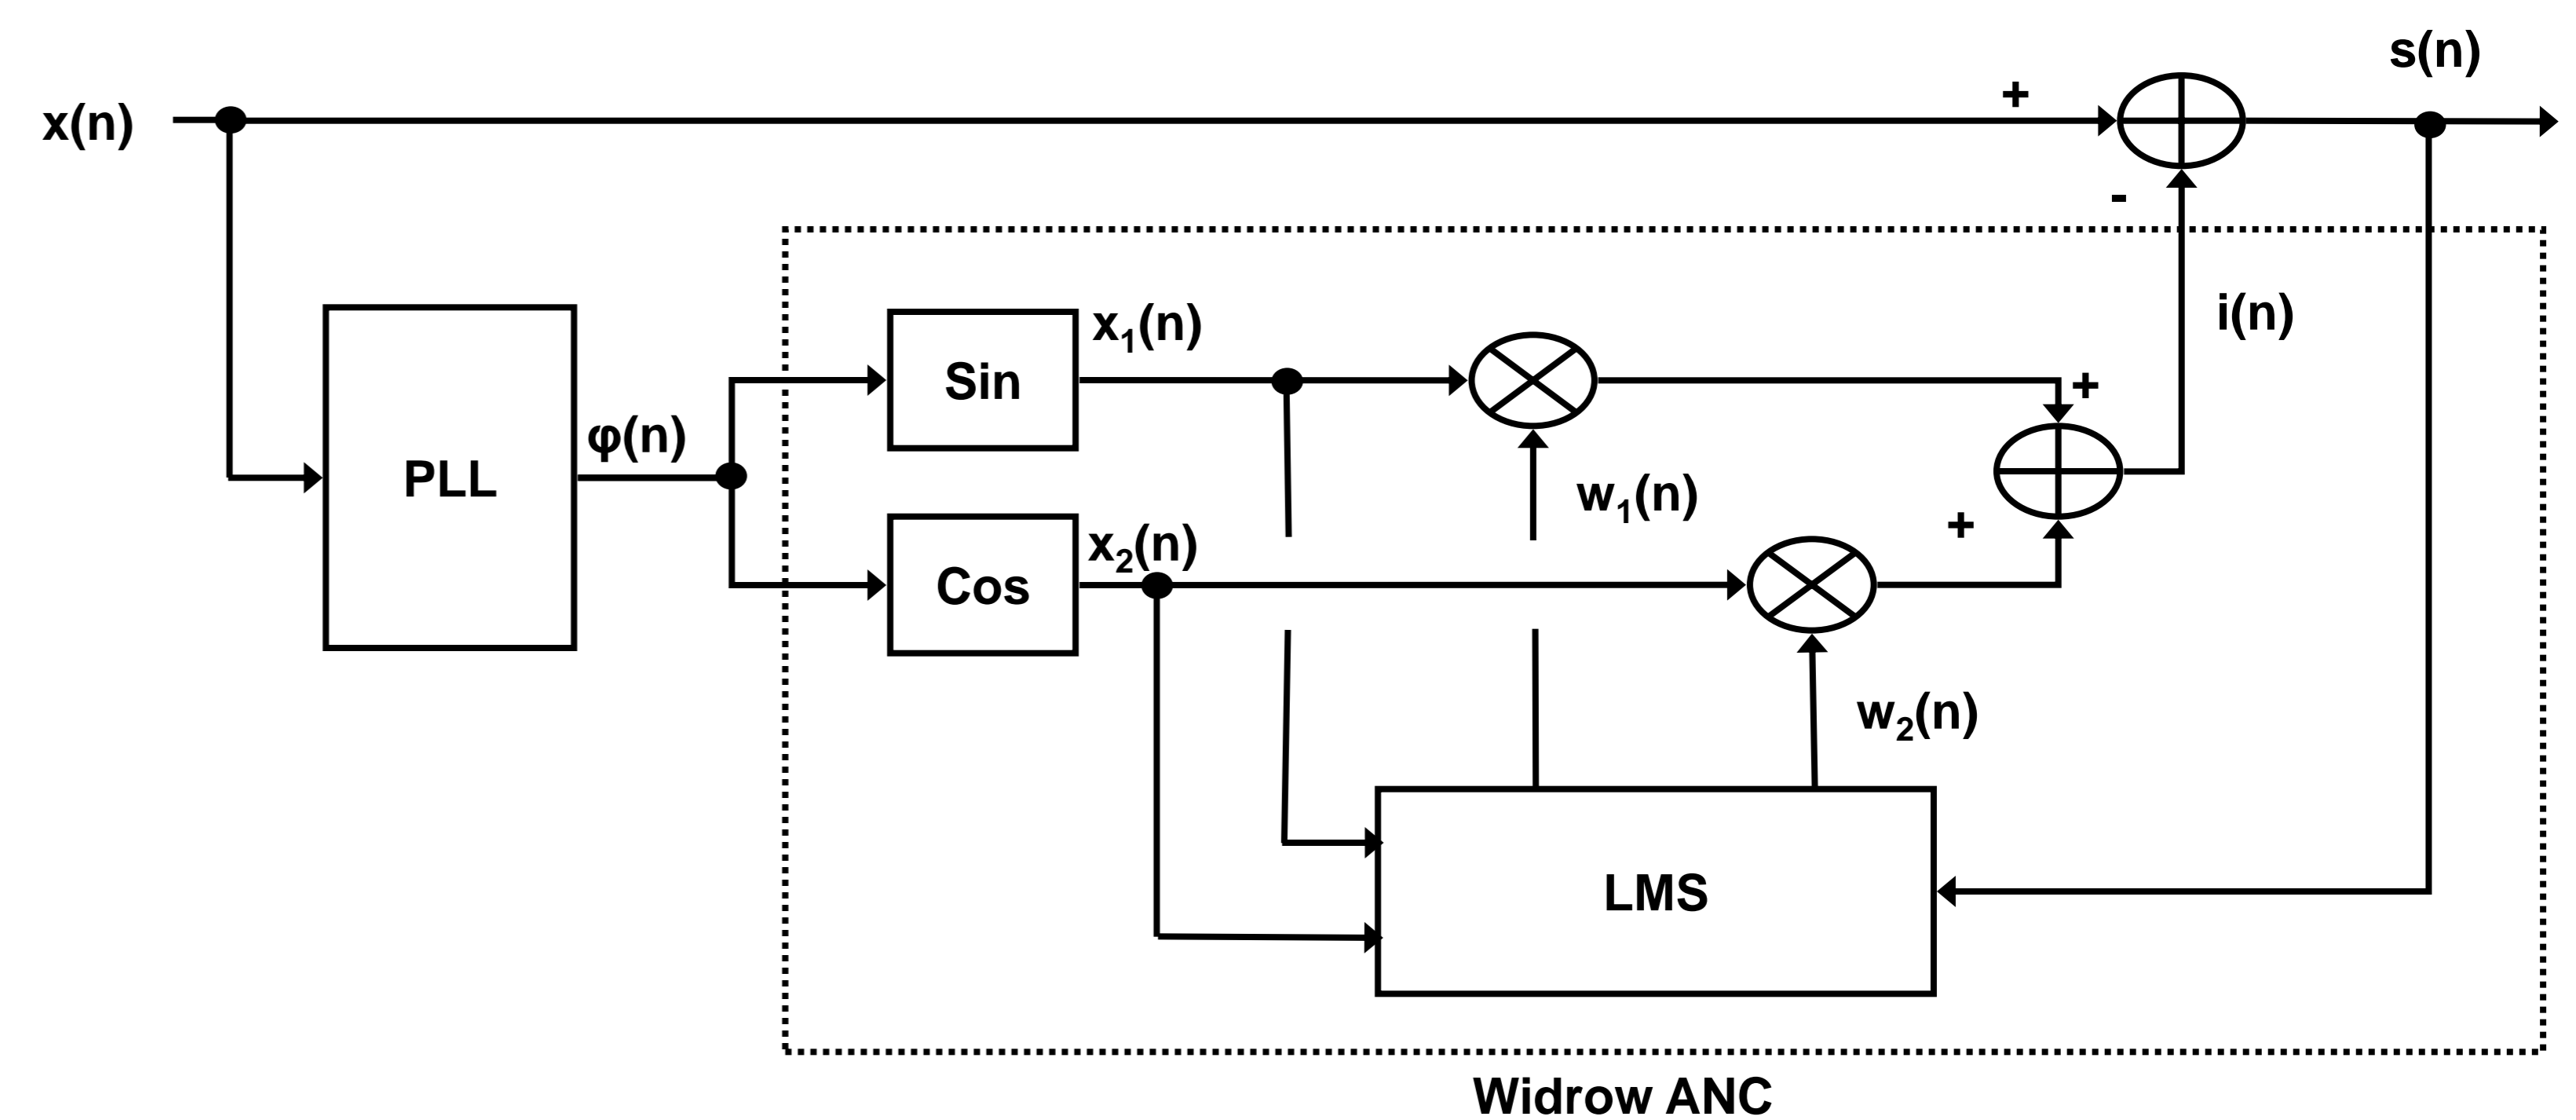 s(n)
+
x(n)
-
i(n)
x₁(n)
Sin
+
φ(n)
PLL
w₁(n)
+
x₂(n)
Cos
w₂(n)
LMS
Widrow ANC